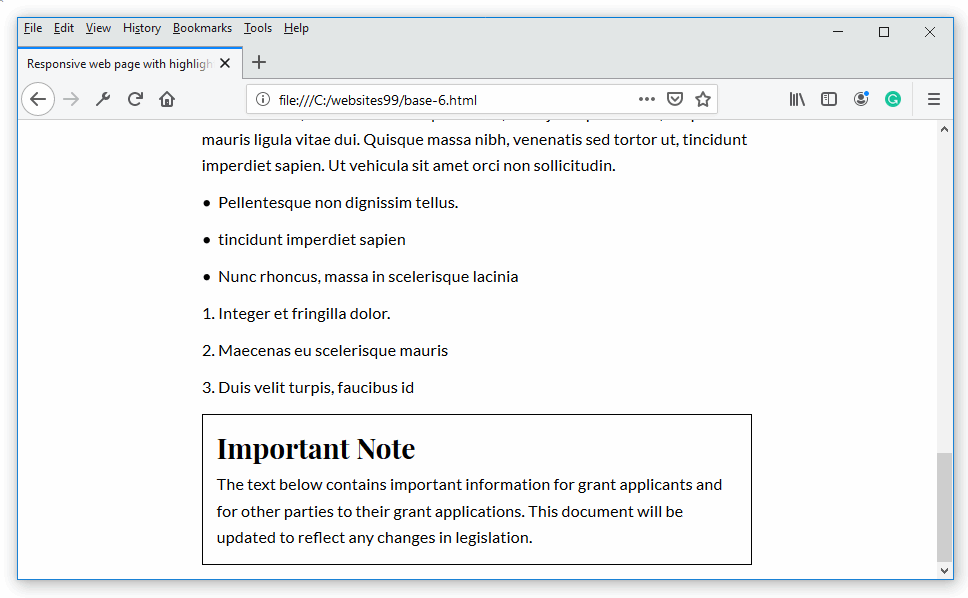 File Edit View History Bookmarks Tools Help
Responsive web page with highligh
file:///C:/websites99/base-6.html
mauris ligula vitae dui. Quisque massa nibh, venenatis sed tortor ut, tincidunt
imperdiet sapien. Ut vehicula sit amet orci non sollicitudin.
• Pellentesque non dignissim tellus.
• tincidunt imperdiet sapien
• Nunc rhoncus, massa in scelerisque lacinia
1. Integer et fringilla dolor.
2. Maecenas eu scelerisque mauris
3. Duis velit turpis, faucibus id
Important Note
The text below contains important information for grant applicants and
for other parties to their grant applications. This document will be
updated to reflect any changes in legislation.